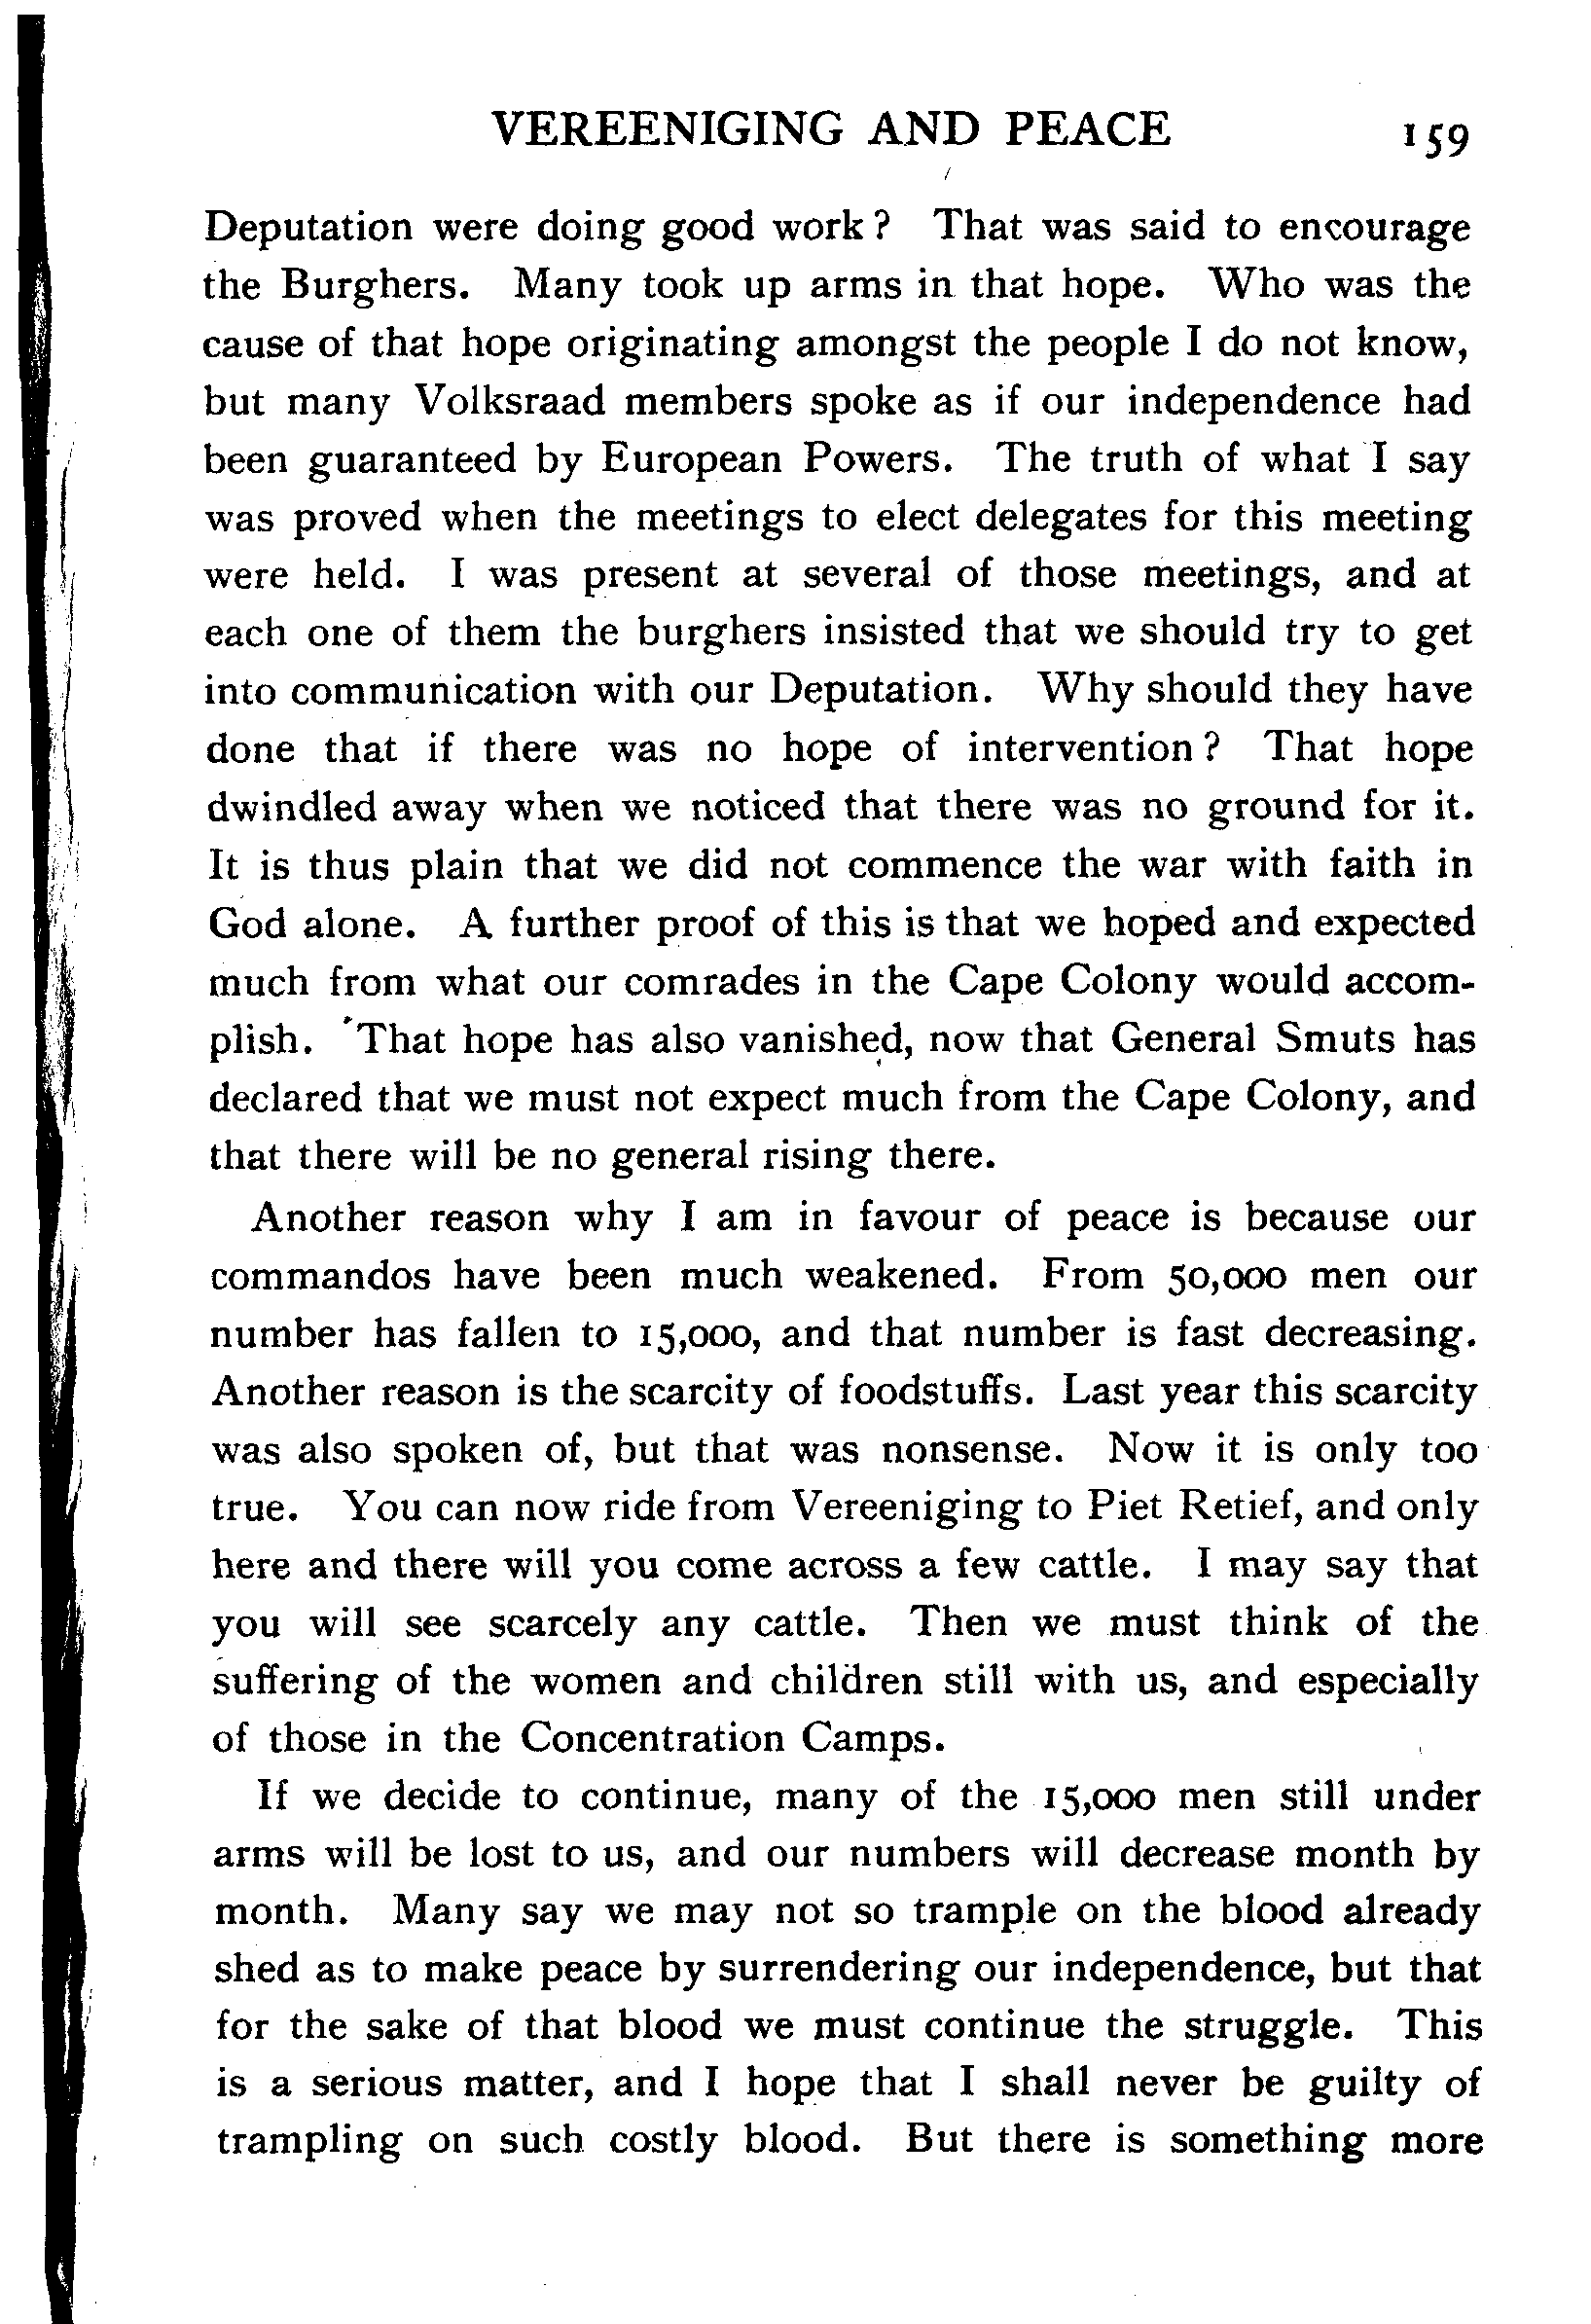 VEREENIGING AND PEACE 159
Deputation were doing good work? That was said to encourage
the Burghers. Many took up arms in that hope. Who was the
cause of that hope originating amongst the people I do not know,
but many Volksraad members spoke as if our independence had
been guaranteed by European Powers. The truth of what I say
was proved when the meetings to elect delegates for this meeting
were held. I was present at several of those meetings, and at
each one of them the burghers insisted that we should try to get
into communication with our Deputation. Why should they have
done that if there was no hope of intervention? That hope
dwindled away when we noticed that there was no ground for it.
It is thus plain that we did not commence the war with faith in
God alone. A further proof of this is that we hoped and expected
much from what our comrades in the Cape Colony would accom-
plish. That hope has also vanished, now that General Smuts has
declared that we must not expect much from the Cape Colony, and
that there will be no general rising there.
Another reason why I am in favour of peace is because our
commandos have been much weakened. From 50,000 men our
number has fallen to 15,000, and that number is fast decreasing.
Another reason is the scarcity of foodstuffs. Last year this scarcity
was also spoken of, but that was nonsense. Now it is only too
true. You can now ride from Vereeniging to Piet Retief, and only
here and there will you come across a few cattle. I may say that
you will see scarcely any cattle. Then we must think of the
suffering of the women and children still with us, and especially
of those in the Concentration Camps.
If we decide to continue, many of the 15,000 men still under
arms will be lost to us, and our numbers will decrease month by
month. Many say we may not so trample on the blood already
shed as to make peace by surrendering our independence, but that
for the sake of that blood we must continue the struggle. This
is a serious matter, and I hope that I shall never be guilty of
trampling on such costly blood. But there is something more